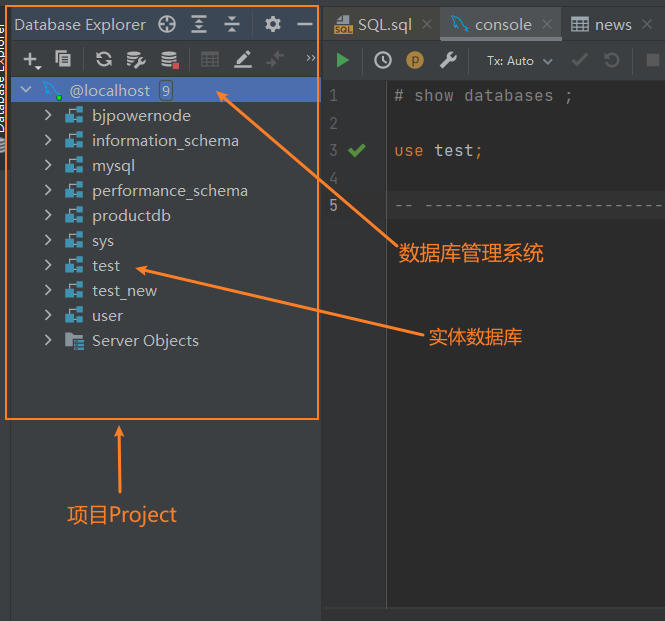 Database Explorer
@localhost 9
bjpowernode
information_schema
mysql
performance_schema
productdb
sys
test
test_new
user
Server Objects
项目Project
SQL.sql
console
news
Tx: Auto
1 # show databases ;
2
3 use test;
4
5 -- ------------------------
数据库管理系统
实体数据库